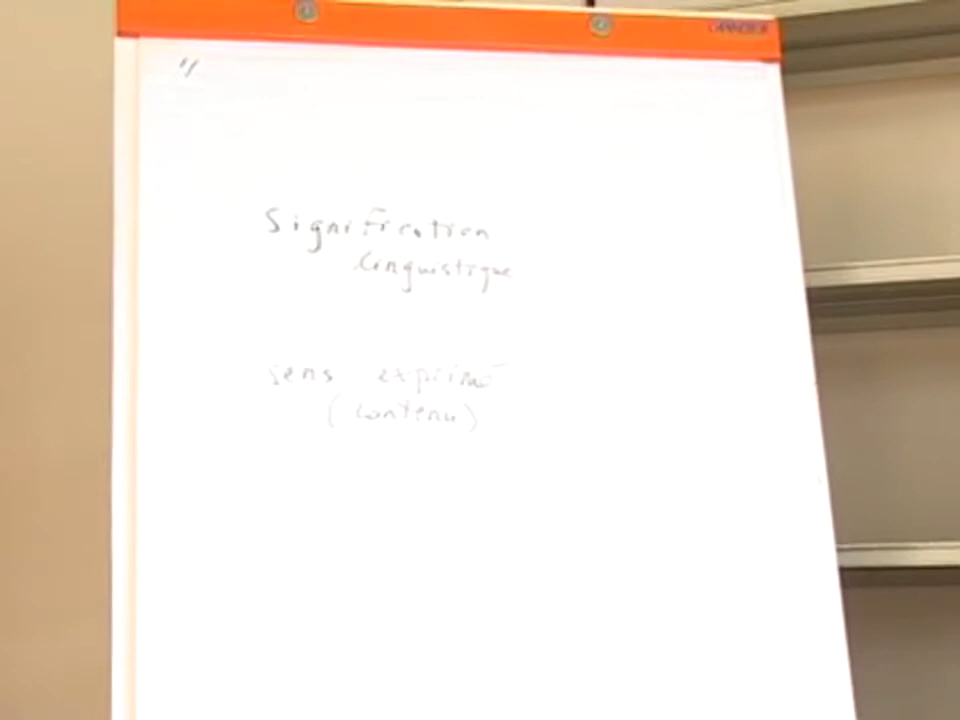 Signification
linguistique
sens exprimé
(contenu)